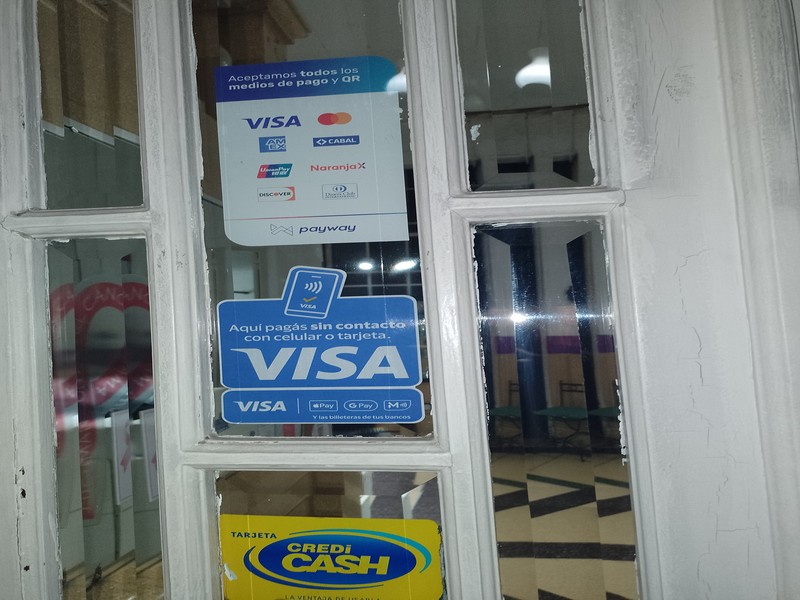 Aceptamos todos los
medios de pago y QR
VISA
AM
EX
CABAL
UnionPay
NaranjaX
DISCOVER
Diners Club
payway
VISA
Aquí pagás sin contacto
con celular o tarjeta.
VISA
VISA
Pay
G Pay
M
Y las billeteras de tus bancos
TARJETA
CREDi
CASH
LA VENTAJA DE